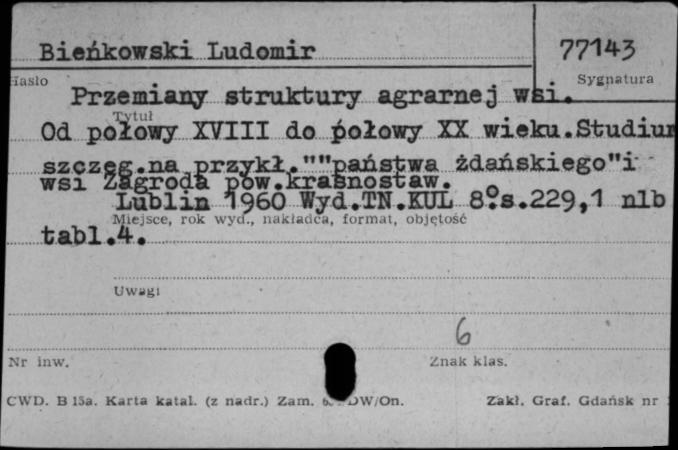 Bieńkowski Ludomir
77143
Hasło
Sygnatura
Przemiany struktury agrarnej wsi.
Tytuł
Od połowy XVIII do połowy XX wieku.Studium
szczęg.na przykł.""państwa żdańskiego"i
wsi Zagroda pow.krasnostaw.
Lublin 1960 Wyd.TN.KUL 8°s.229,1 nlb
Miejsce, rok wyd., nakładca, format, objętość
tabl.4.
Uwagi
6
Nr inw.
Znak klas.
CWD. B 15a. Karta katal. (z nadr.) Zam. DW/On.
Zakł. Graf. Gdańsk nr